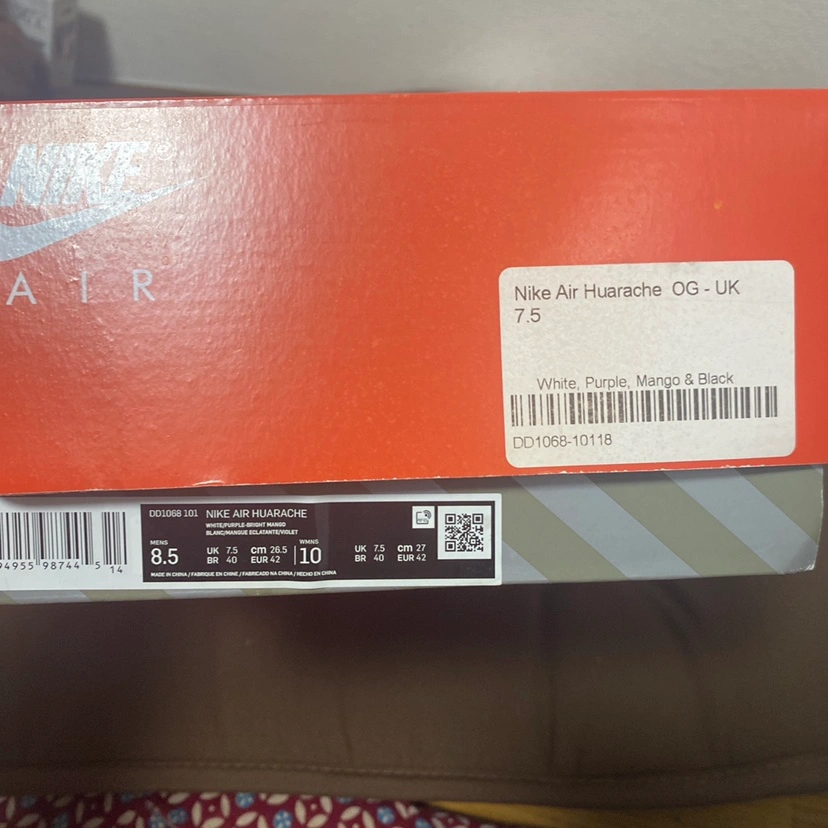 NIKE®
AIR
Nike Air Huarache OG - UK
7.5
White, Purple, Mango & Black
DD1068-10118
DD1068 101 NIKE AIR HUARACHE
WHITE/PURPLE-BRIGHT MANGO
BLANC/MANGUE ECLATANTE/VIOLET
MENS
8.5
UK 7.5 cm 26.5
BR 40 EUR 42
WMNS
10
UK 7.5 cm 27
BR 40 EUR 42
MADE IN CHINA / FABRIQUE EN CHINE / FABRICADO NA CHINA / HECHO EN CHINA
94955 98744 5 14